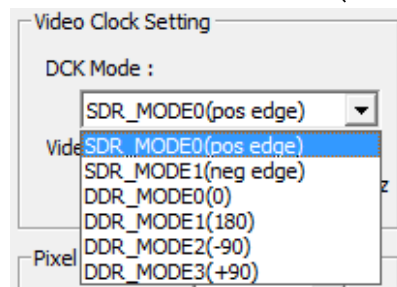 Video Clock Setting
DCK Mode :
SDR_MODE0(pos edge)
SDR_MODE0(pos edge)
SDR_MODE1(neg edge)
DDR_MODE0(0)
DDR_MODE1(180)
DDR_MODE2(-90)
DDR_MODE3(+90)
Pixel